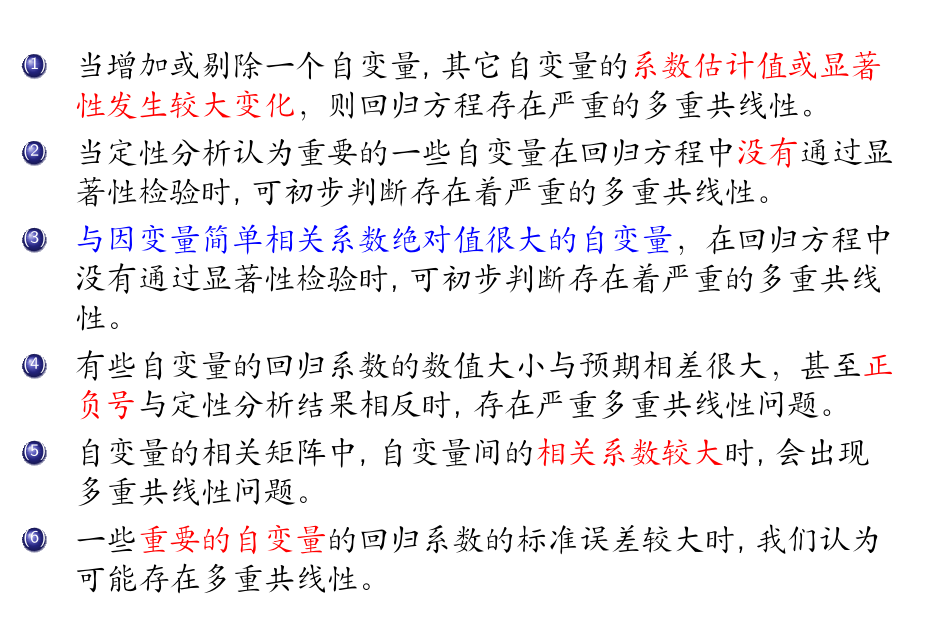 1 当增加或剔除一个自变量, 其它自变量的系数估计值或显著
性发生较大变化，则回归方程存在严重的多重共线性。
2 当定性分析认为重要的一些自变量在回归方程中没有通过显
著性检验时, 可初步判断存在着严重的多重共线性。
3 与因变量简单相关系数绝对值很大的自变量，在回归方程中
没有通过显著性检验时, 可初步判断存在着严重的多重共线
性。
4 有些自变量的回归系数的数值大小与预期相差很大，甚至正
负号与定性分析结果相反时, 存在严重多重共线性问题。
5 自变量的相关矩阵中, 自变量间的相关系数较大时, 会出现
多重共线性问题。
6 一些重要的自变量的回归系数的标准误差较大时, 我们认为
可能存在多重共线性。